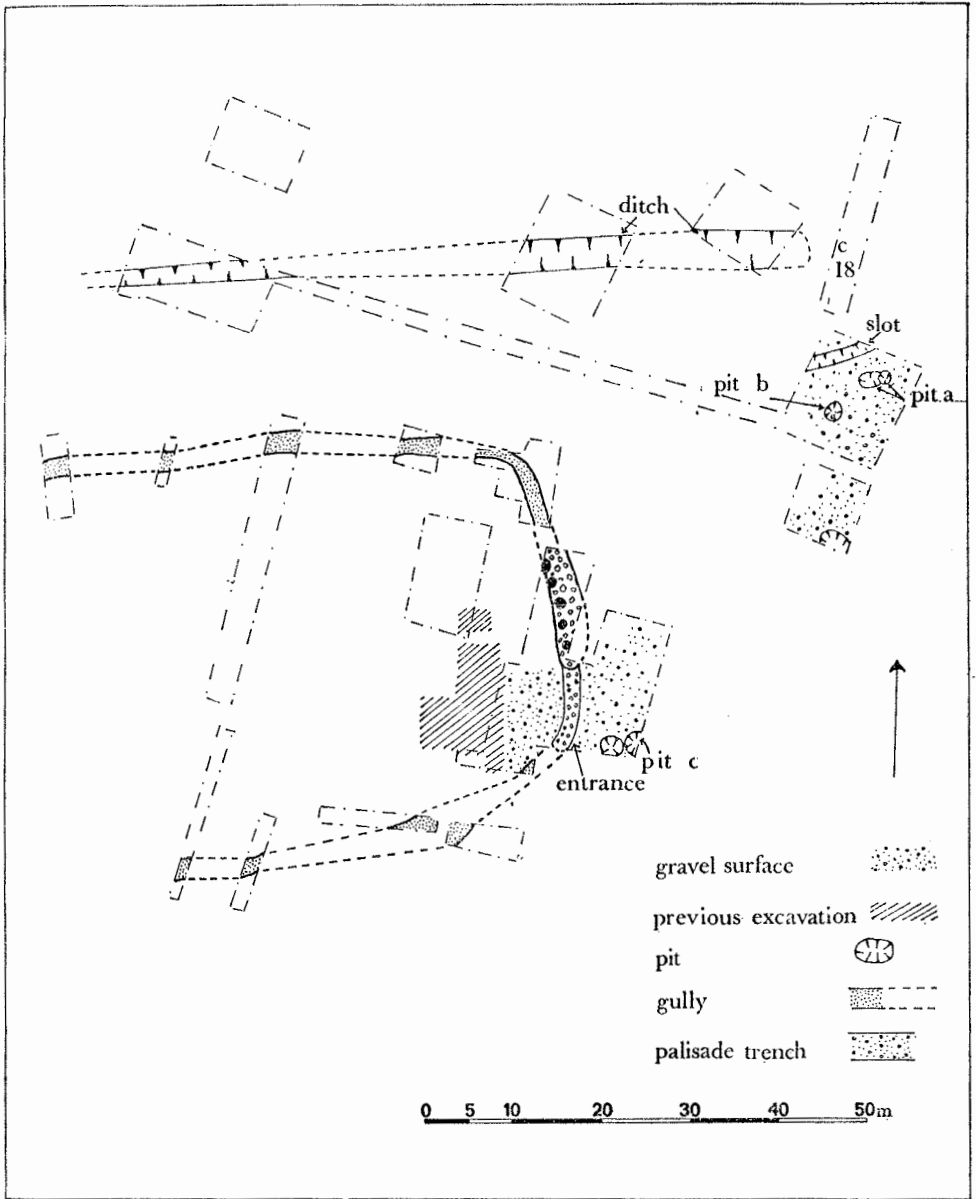 ditch
c
18
slot
pit b
pit a
pit c
entrance
gravel surface
previous excavation
pit
gully
palisade trench
0 5 10 20 30 40 50m